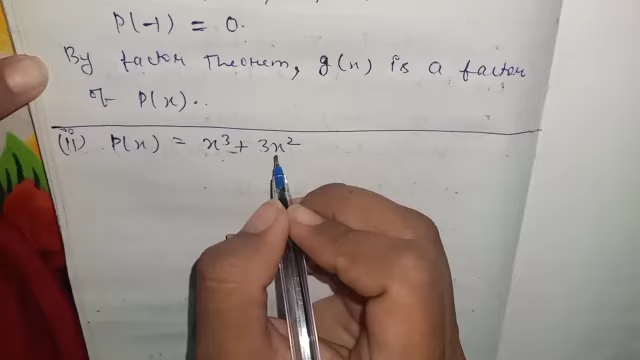 P(-1) = 0.
By factor Theorem, g(x) is a factor
of P(x)..
(ii) P(x) = x³ + 3x²